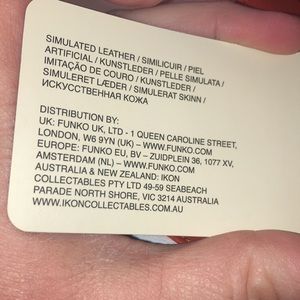 SIMULATED LEATHER / SIMILICUIR / PIEL
ARTIFICIAL / KUNSTLEDER / PELLE SIMULATA /
IMITAÇÃO DE COURO / KUNSTLEDER /
SIMULERET LÆDER / SIMULERAT SKINN /
ИСКУССТВЕННАЯ КОЖА
DISTRIBUTION BY:
UK: FUNKO UK, LTD - 1 QUEEN CAROLINE STREET,
LONDON, W6 9YN (UK) – WWW.FUNKO.COM
EUROPE: FUNKO EU, BV – ZUIDPLEIN 36, 1077 XV,
AMSTERDAM (NL) – WWW.FUNKO.COM
AUSTRALIA & NEW ZEALAND: IKON
COLLECTABLES PTY LTD 49-59 SEABEACH
PARADE NORTH SHORE, VIC 3214 AUSTRALIA
WWW.IKONCOLLECTABLES.COM.AU